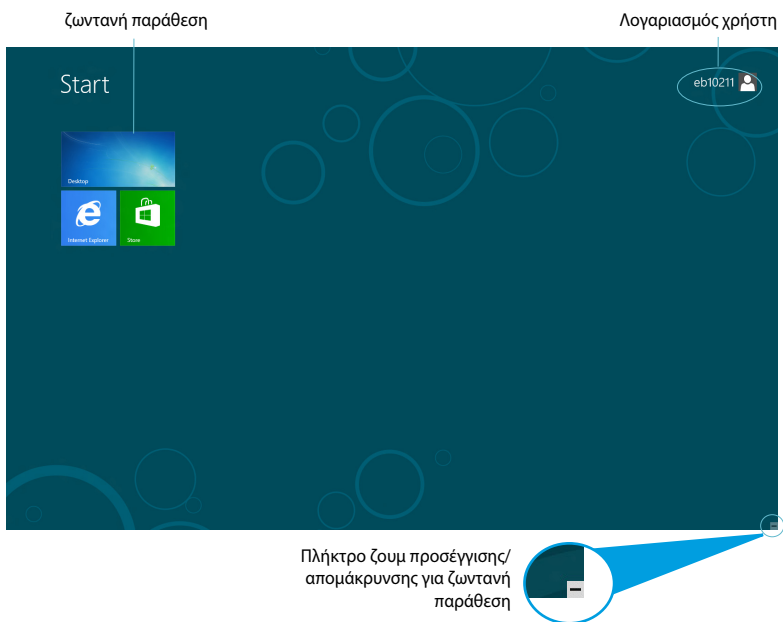 ζωντανή παράθεση
Λογαριασμός χρήστη
Start
eb10211
Desktop
Internet Explorer
Store
Πλήκτρο ζουμ προσέγγισης/
απομάκρυνσης για ζωντανή
παράθεση